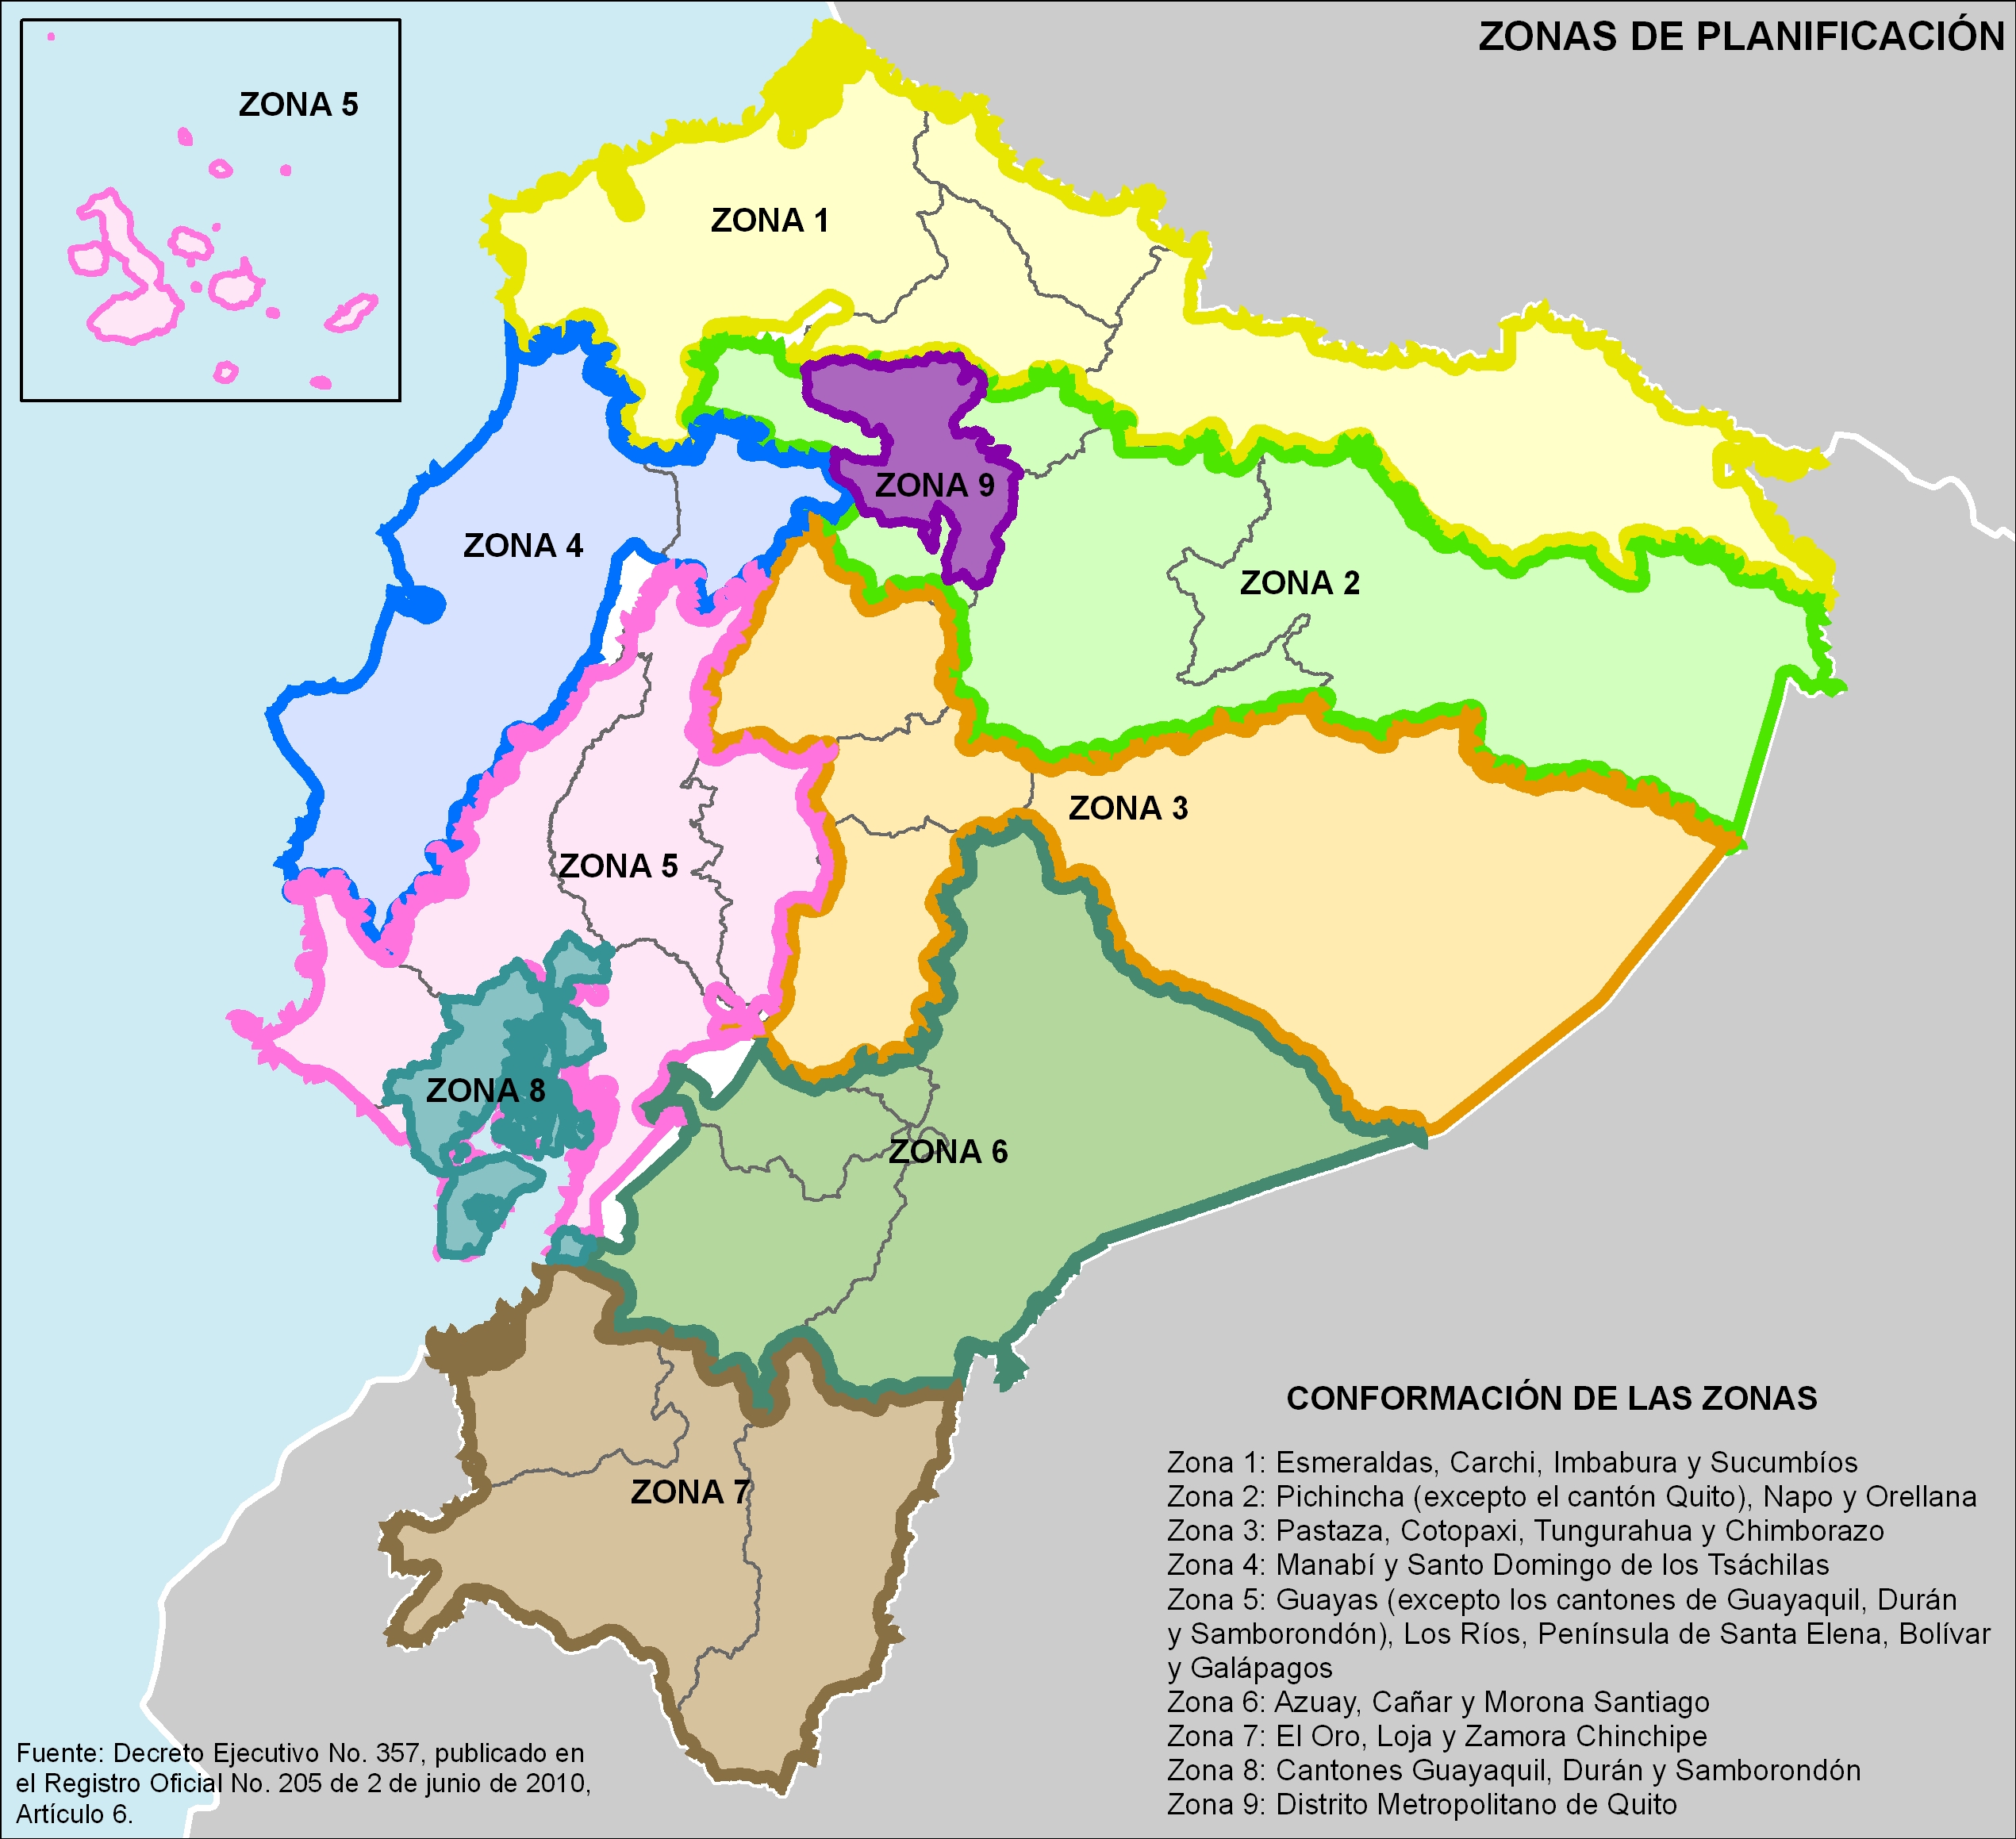 ZONAS DE PLANIFICACIÓN
ZONA 5
ZONA 1
ZONA 9
ZONA 4
ZONA 2
ZONA 3
ZONA 5
ZONA 8
ZONA 6
ZONA 7
CONFORMACIÓN DE LAS ZONAS
Zona 1: Esmeraldas, Carchi, Imbabura y Sucumbíos
Zona 2: Pichincha (excepto el cantón Quito), Napo y Orellana
Zona 3: Pastaza, Cotopaxi, Tungurahua y Chimborazo
Zona 4: Manabí y Santo Domingo de los Tsáchilas
Zona 5: Guayas (excepto los cantones de Guayaquil, Durán
y Samborondón), Los Ríos, Península de Santa Elena, Bolívar
y Galápagos
Zona 6: Azuay, Cañar y Morona Santiago
Zona 7: El Oro, Loja y Zamora Chinchipe
Zona 8: Cantones Guayaquil, Durán y Samborondón
Zona 9: Distrito Metropolitano de Quito
Fuente: Decreto Ejecutivo No. 357, publicado en
el Registro Oficial No. 205 de 2 de junio de 2010,
Artículo 6.